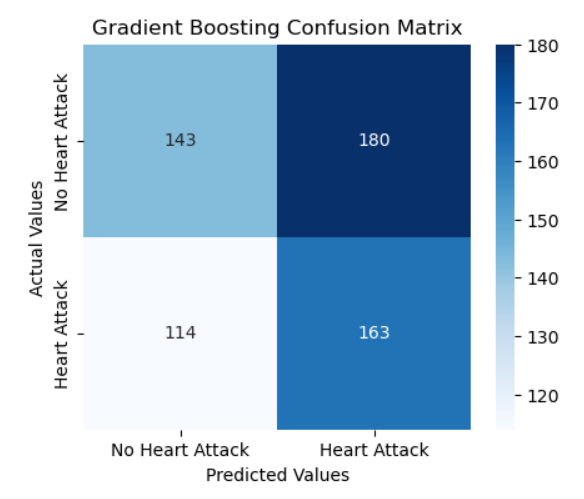 Gradient Boosting Confusion Matrix
Actual Values
No Heart Attack
Heart Attack
143 180
114 163
No Heart Attack Heart Attack
Predicted Values
180
170
160
150
140
130
120